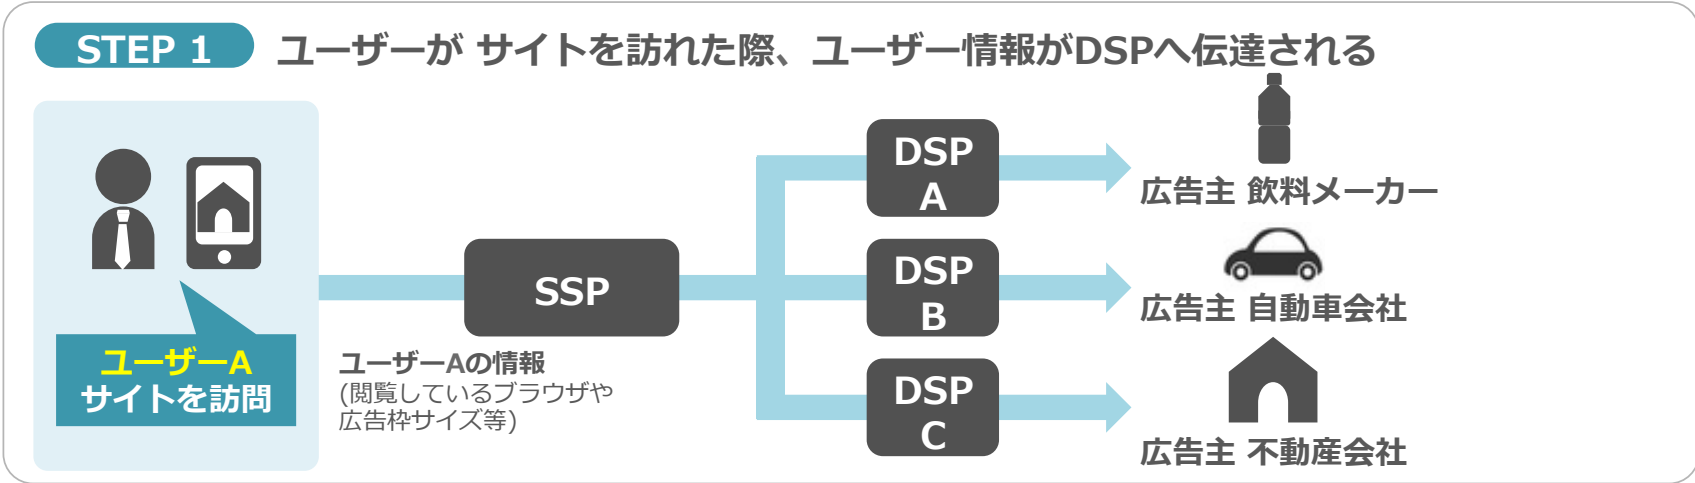 STEP 1
ユーザーが サイトを訪れた際、ユーザー情報がDSPへ伝達される
ユーザーA
サイトを訪問
SSP
ユーザーAの情報
(閲覧しているブラウザや
広告枠サイズ等)
DSP
A
広告主 飲料メーカー
DSP
B
広告主 自動車会社
DSP
C
広告主 不動産会社